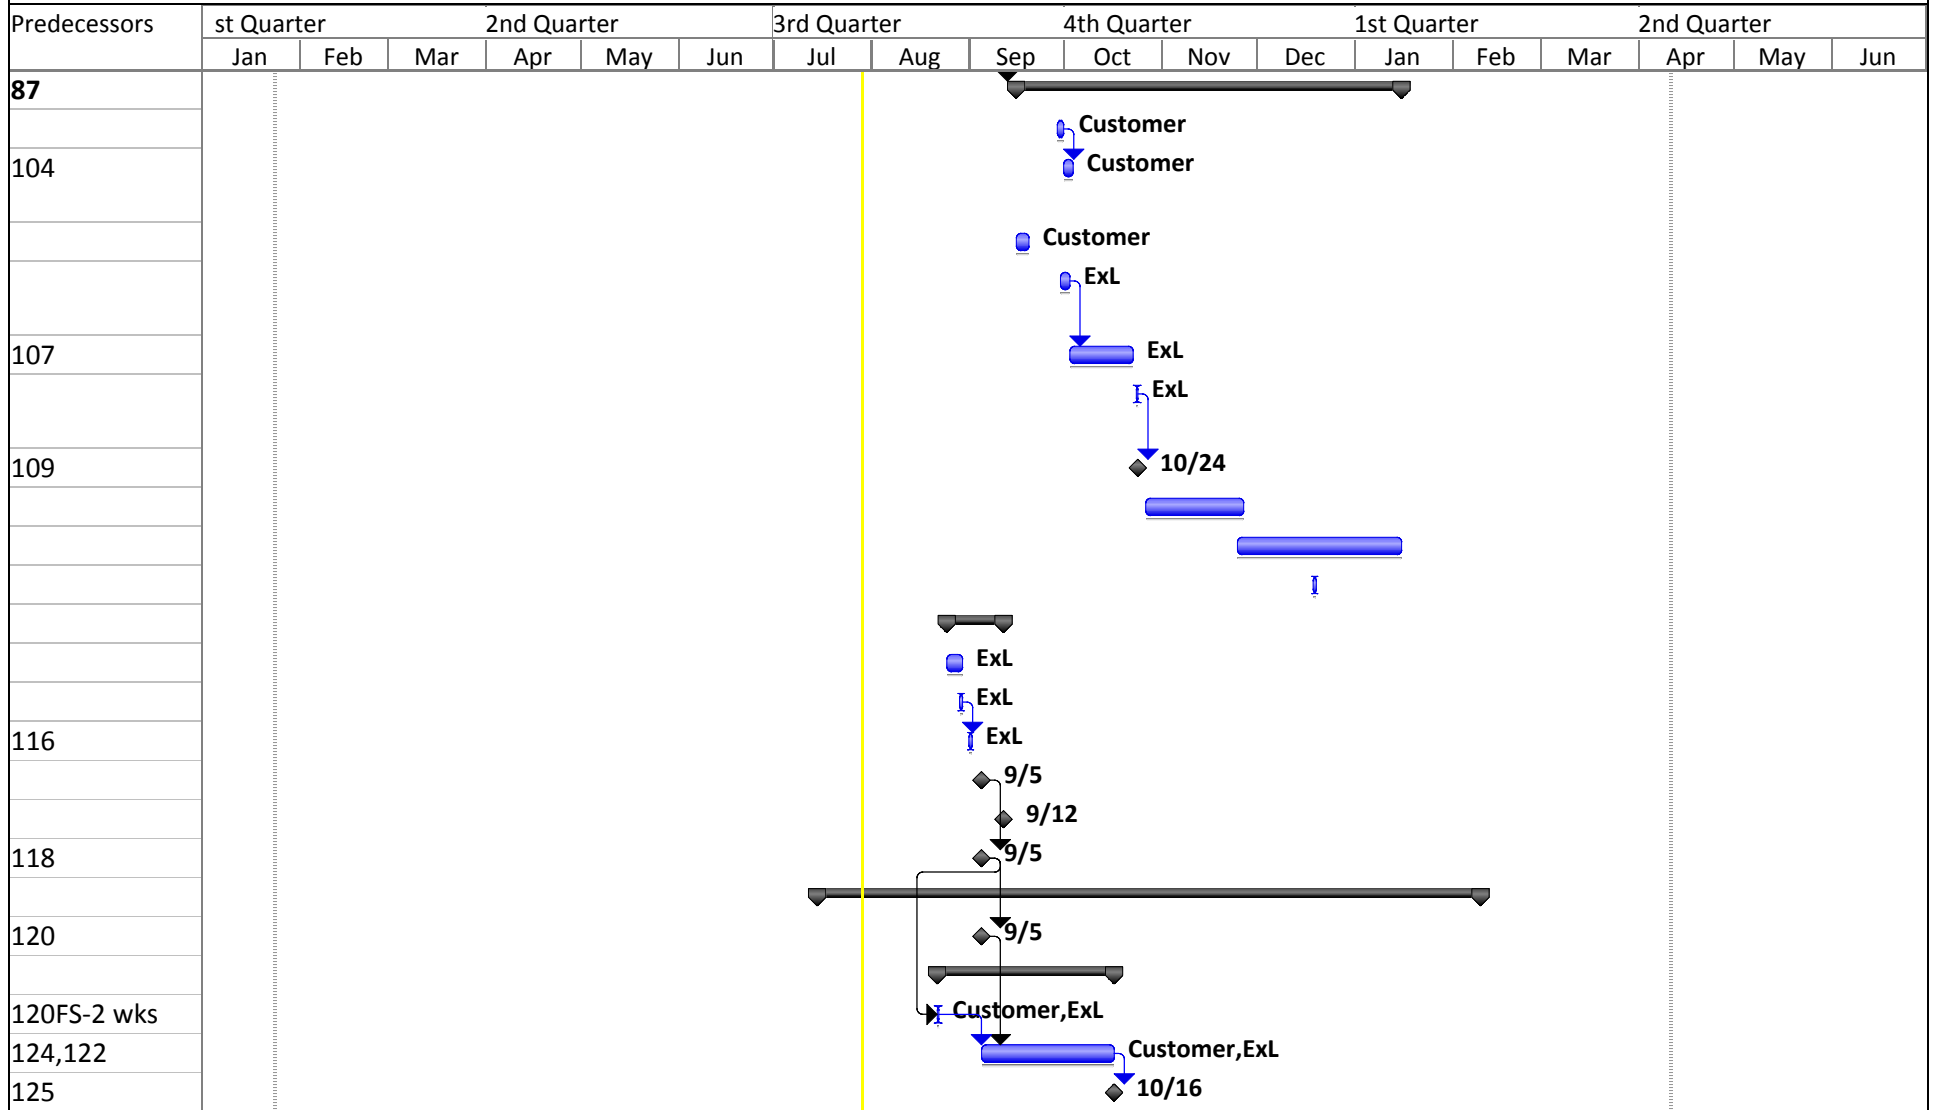 Predecessors st Quarter 2nd Quarter 3rd Quarter 4th Quarter 1st Quarter 2nd Quarter
Jan Feb Mar Apr May Jun Jul Aug Sep Oct Nov Dec Jan Feb Mar Apr May Jun
87
Customer
104 Customer
Customer
ExL
107 ExL
ExL
109 10/24
ExL
ExL
116 ExL
9/5
9/12
118 9/5
120 9/5
120FS-2 wks Customer,ExL
124,122 Customer,ExL
125 10/16